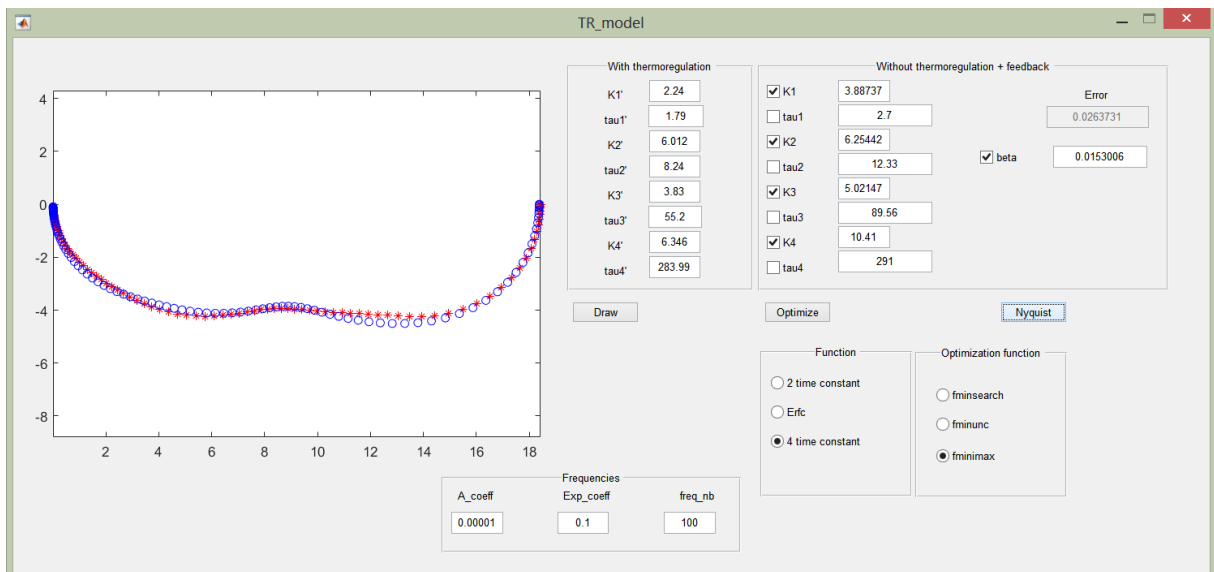 TR_model
4
2
0
-2
-4
-6
-8
2 4 6 8 10 12 14 16 18
With thermoregulation
K1' 2.24
tau1' 1.79
K2' 6.012
tau2' 8.24
K3' 3.83
tau3' 55.2
K4' 6.346
tau4' 283.99
Draw
Without thermoregulation + feedback
K1 3.88737
tau1 2.7
K2 6.25442
tau2 12.33
K3 5.02147
tau3 89.56
K4 10.41
tau4 291
Error
0.0263731
beta 0.0153006
Optimize
Nyquist
Function
2 time constant
Erfc
4 time constant
Optimization function
fminsearch
fminunc
fminimax
Frequencies
A_coeff Exp_coeff freq_nb
0.00001 0.1 100